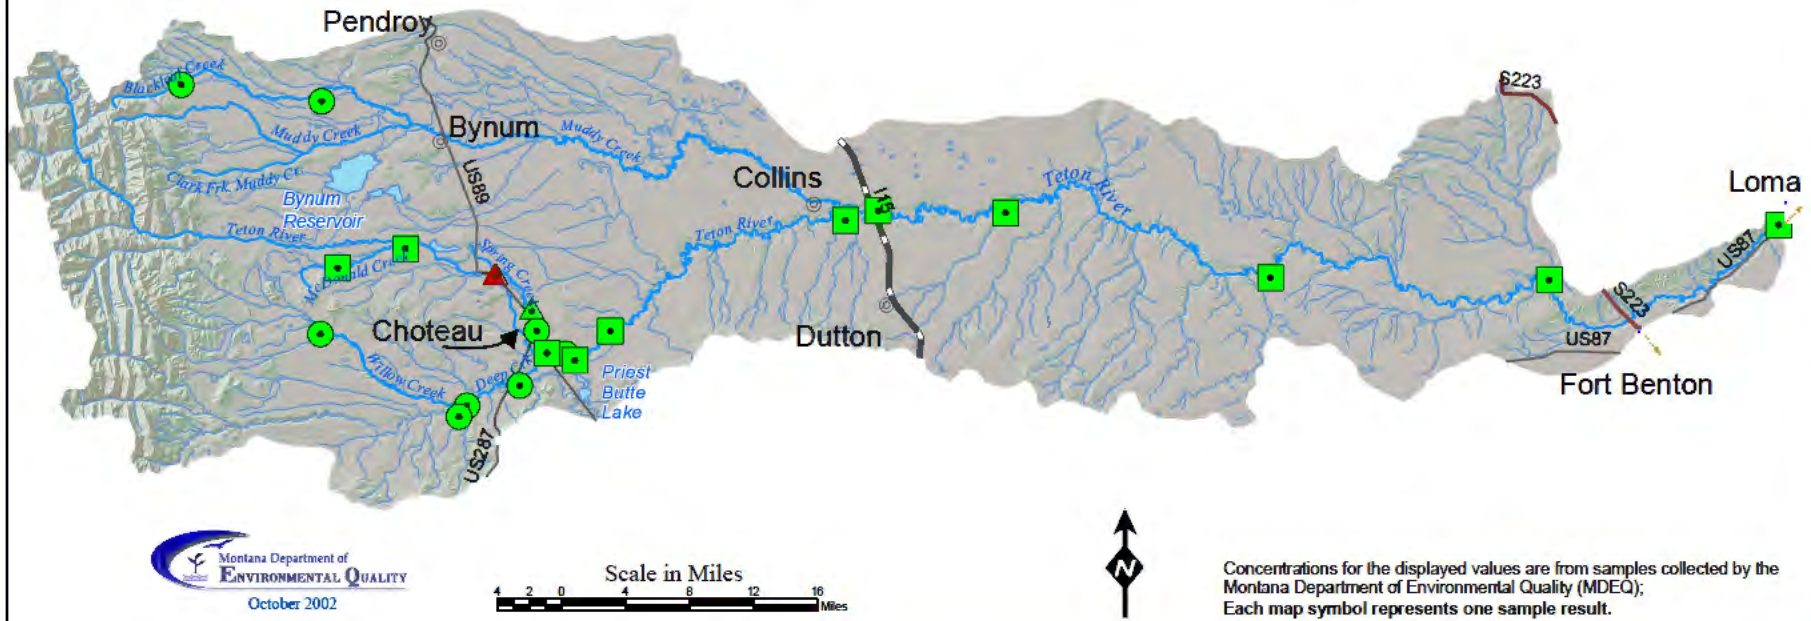 Pendroy
S223
Blackleaf Creek
Muddy Creek
Bynum
Muddy Creek
US89
Clark Frk. Muddy Cr.
Bynum
Reservoir
Collins
I15
Teton River
Loma
Teton River
Teton River
Spring Creek
McDonald Creek
US87
Choteau
Dutton
S223
US87
Willow Creek
Deep Creek
Priest
Butte
Lake
Fort Benton
US287
Montana Department of
ENVIRONMENTAL QUALITY
October 2002
Scale in Miles
4 2 0 4 8 12 16
Miles
N
Concentrations for the displayed values are from samples collected by the
Montana Department of Environmental Quality (MDEQ);
Each map symbol represents one sample result.